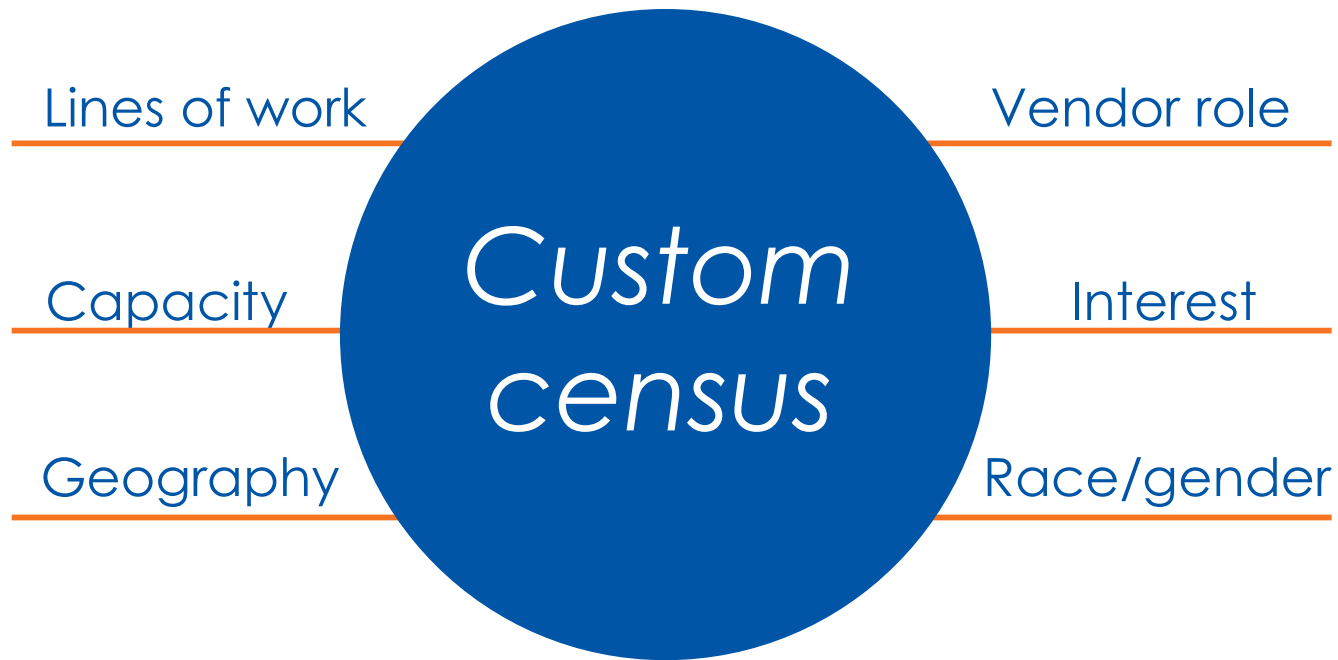 Lines of work
Vendor role
Custom
census
Capacity
Interest
Geography
Race/gender